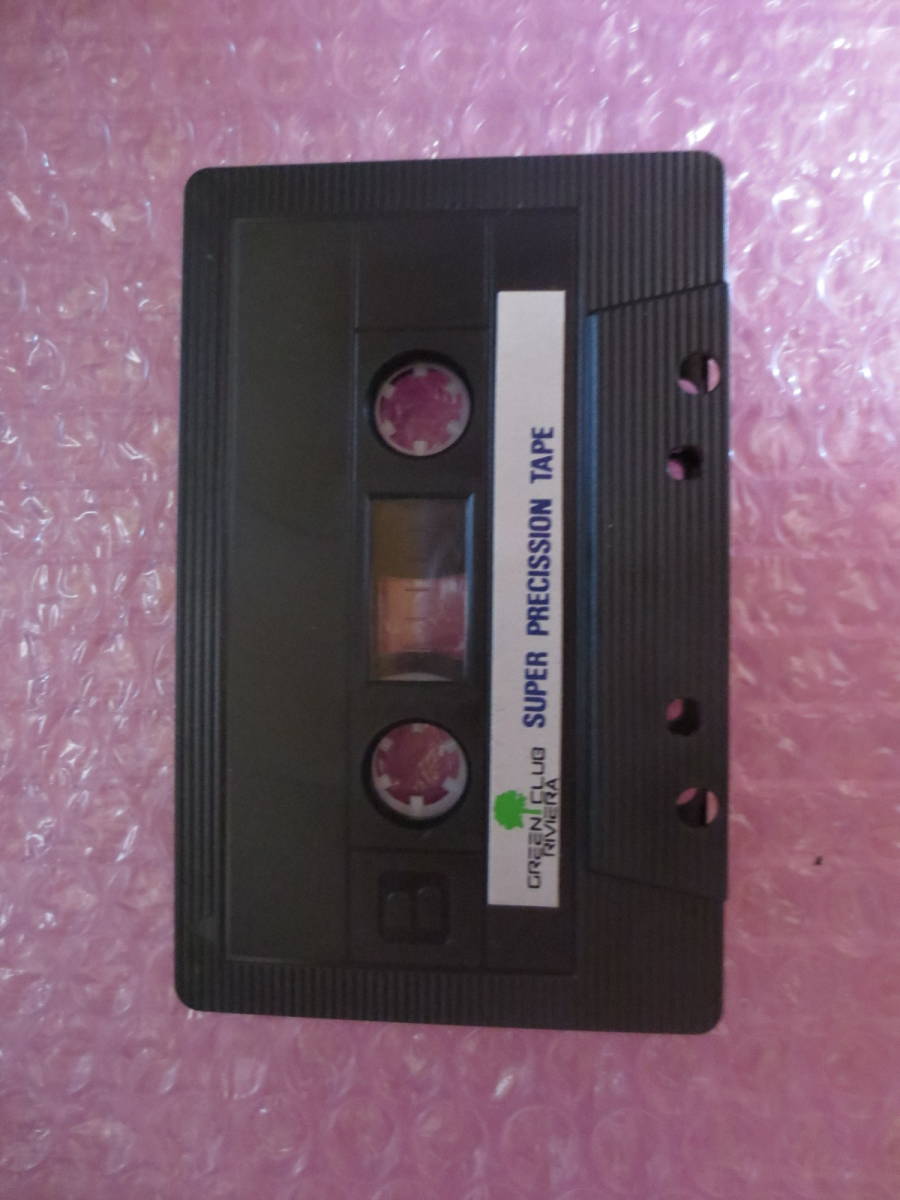 GREEN CLUB
RIVIERA
SUPER PRECISSION TAPE
B